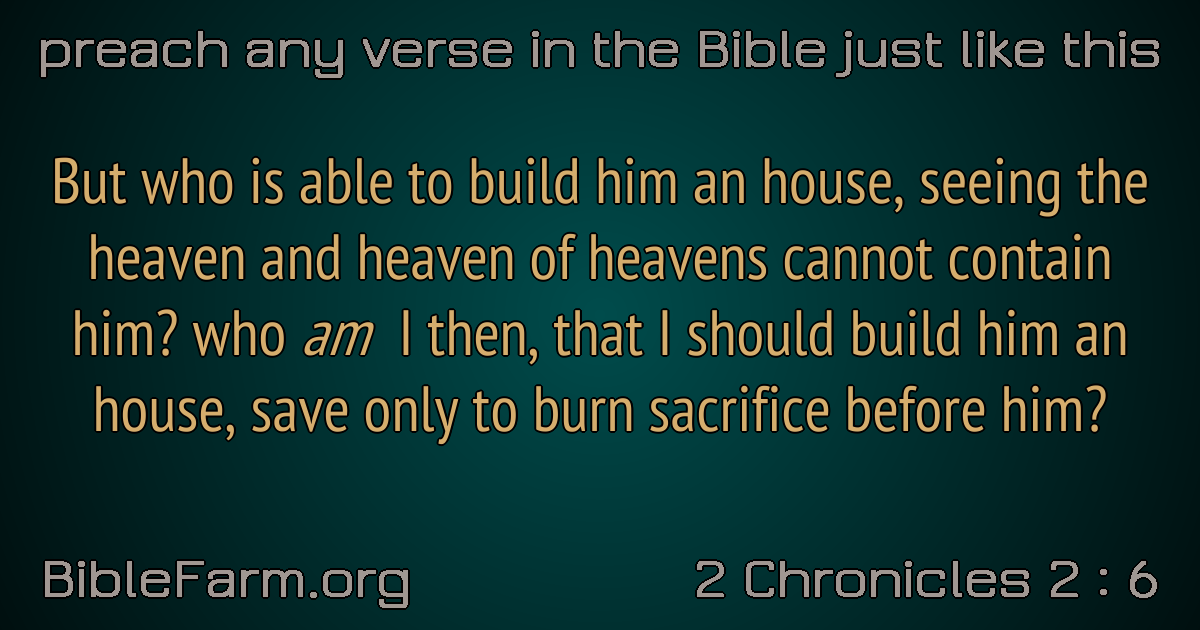 preach any verse in the Bible just like this
But who is able to build him an house, seeing the
heaven and heaven of heavens cannot contain
him? who am I then, that I should build him an
house, save only to burn sacrifice before him?
BibleFarm.org
2 Chronicles 2 : 6